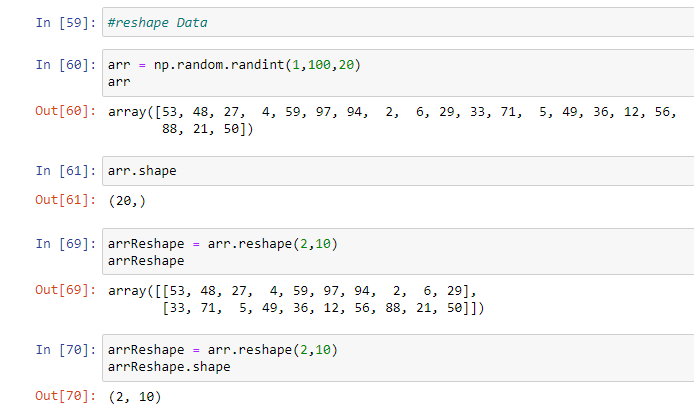 In [59]: #reshape Data
In [60]: arr = np.random.randint(1,100,20)
arr
Out[60]: array([53, 48, 27,  4, 59, 97, 94,  2,  6, 29, 33, 71,  5, 49, 36, 12, 56,
       88, 21, 50])
In [61]: arr.shape
Out[61]: (20,)
In [69]: arrReshape = arr.reshape(2,10)
arrReshape
Out[69]: array([[53, 48, 27,  4, 59, 97, 94,  2,  6, 29],
       [33, 71,  5, 49, 36, 12, 56, 88, 21, 50]])
In [70]: arrReshape = arr.reshape(2,10)
arrReshape.shape
Out[70]: (2, 10)